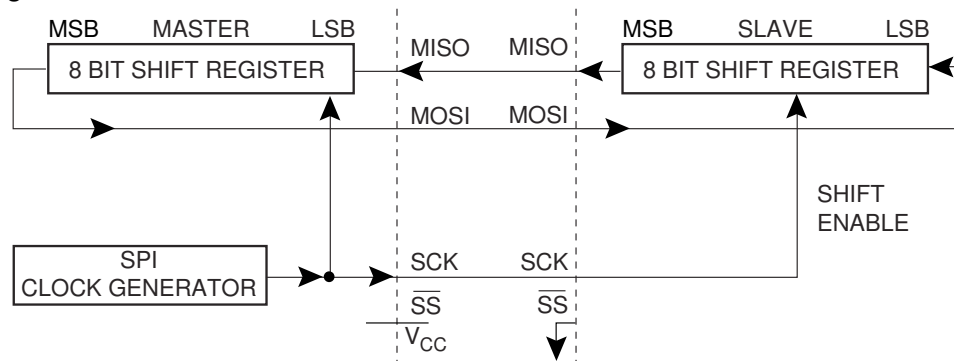 MSB MASTER LSB
8 BIT SHIFT REGISTER
MISO MISO
MSB SLAVE LSB
8 BIT SHIFT REGISTER
MOSI MOSI
SHIFT
ENABLE
SPI
CLOCK GENERATOR
SCK SCK
SS SS
VCC